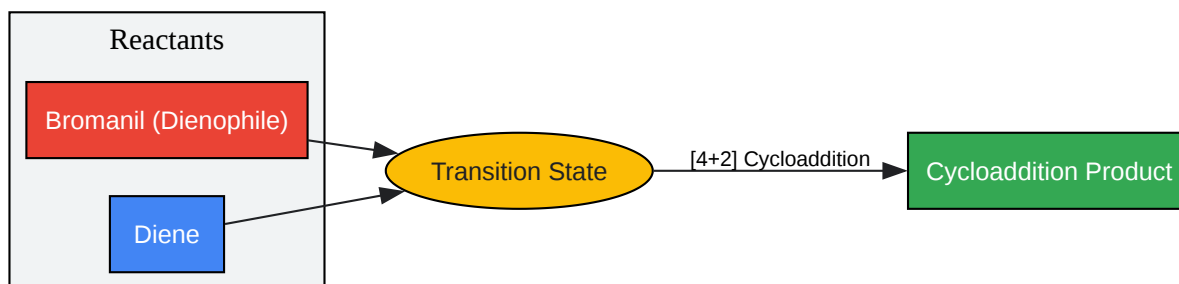 Reactants
Bromanil (Dienophile)
Diene
Transition State
[4+2] Cycloaddition
Cycloaddition Product